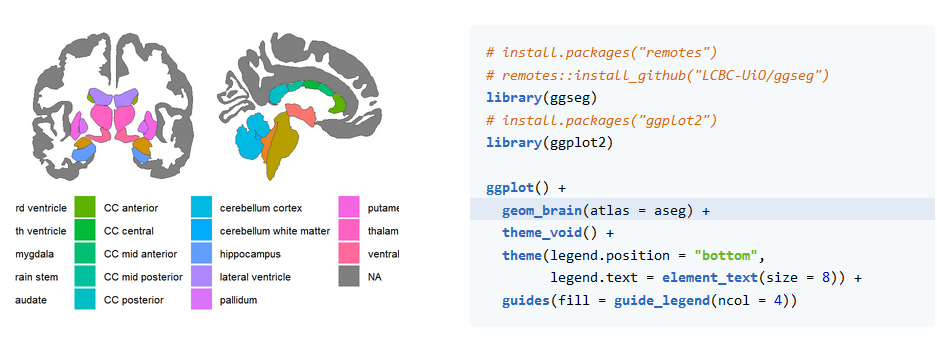 rd ventricle
CC anterior
cerebellum cortex
putame
th ventricle
CC central
cerebellum white matter
thalam
mygdala
CC mid anterior
hippocampus
ventral
rain stem
CC mid posterior
lateral ventricle
NA
audate
CC posterior
pallidum
# install.packages("remotes")
# remotes::install_github("LCBC-UiO/ggseg")
library(ggseg)
# install.packages("ggplot2")
library(ggplot2)
ggplot() +
geom_brain(atlas = aseg) +
theme_void() +
theme(legend.position = "bottom",
legend.text = element_text(size = 8)) +
guides(fill = guide_legend(ncol = 4))